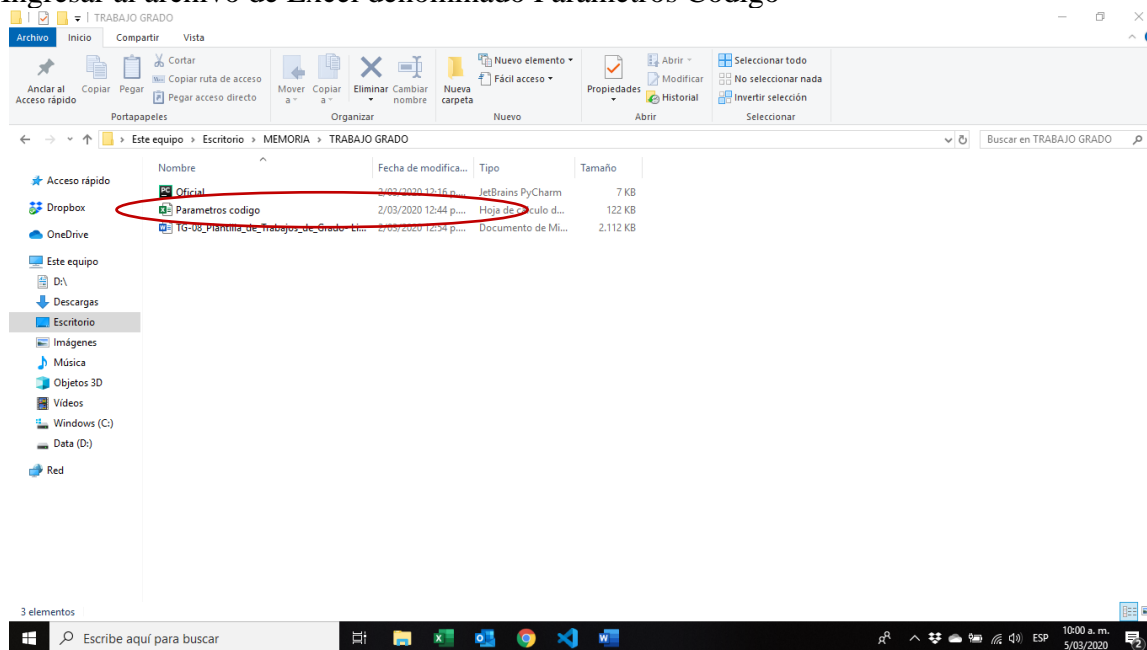 Ingresar al archivo de Excel denominado Parametros Codigo
TRABAJO GRADO
Archivo Inicio Compartir Vista
Anclar al Acceso rápido
Copiar
Pegar
Cortar
Copiar ruta de acceso
Pegar acceso directo
Mover a
Copiar a
Eliminar
Cambiar nombre
Nueva carpeta
Nuevo elemento
Fácil acceso
Propiedades
Abrir
Modificar
Historial
Seleccionar todo
No seleccionar nada
Invertir selección
Portapapeles Organizar Nuevo Abrir Seleccionar
Este equipo > Escritorio > MEMORIA > TRABAJO GRADO
Buscar en TRABAJO GRADO
Nombre Fecha de modifica... Tipo Tamaño
Oficial 2/03/2020 12:16 p.... JetBrains PyCharm 7 KB
Parametros codigo 2/03/2020 12:44 p.... Hoja de cálculo d... 122 KB
TG-08_Plantilla_de_Trabajos_de_Grado- Li... 2/03/2020 12:54 p.... Documento de Mi... 2.112 KB
Acceso rápido
Dropbox
OneDrive
Este equipo
D:\
Descargas
Escritorio
Imágenes
Música
Objetos 3D
Vídeos
Windows (C:)
Data (D:)
Red
3 elementos
Escribe aquí para buscar
ESP
10:00 a. m.
5/03/2020
2